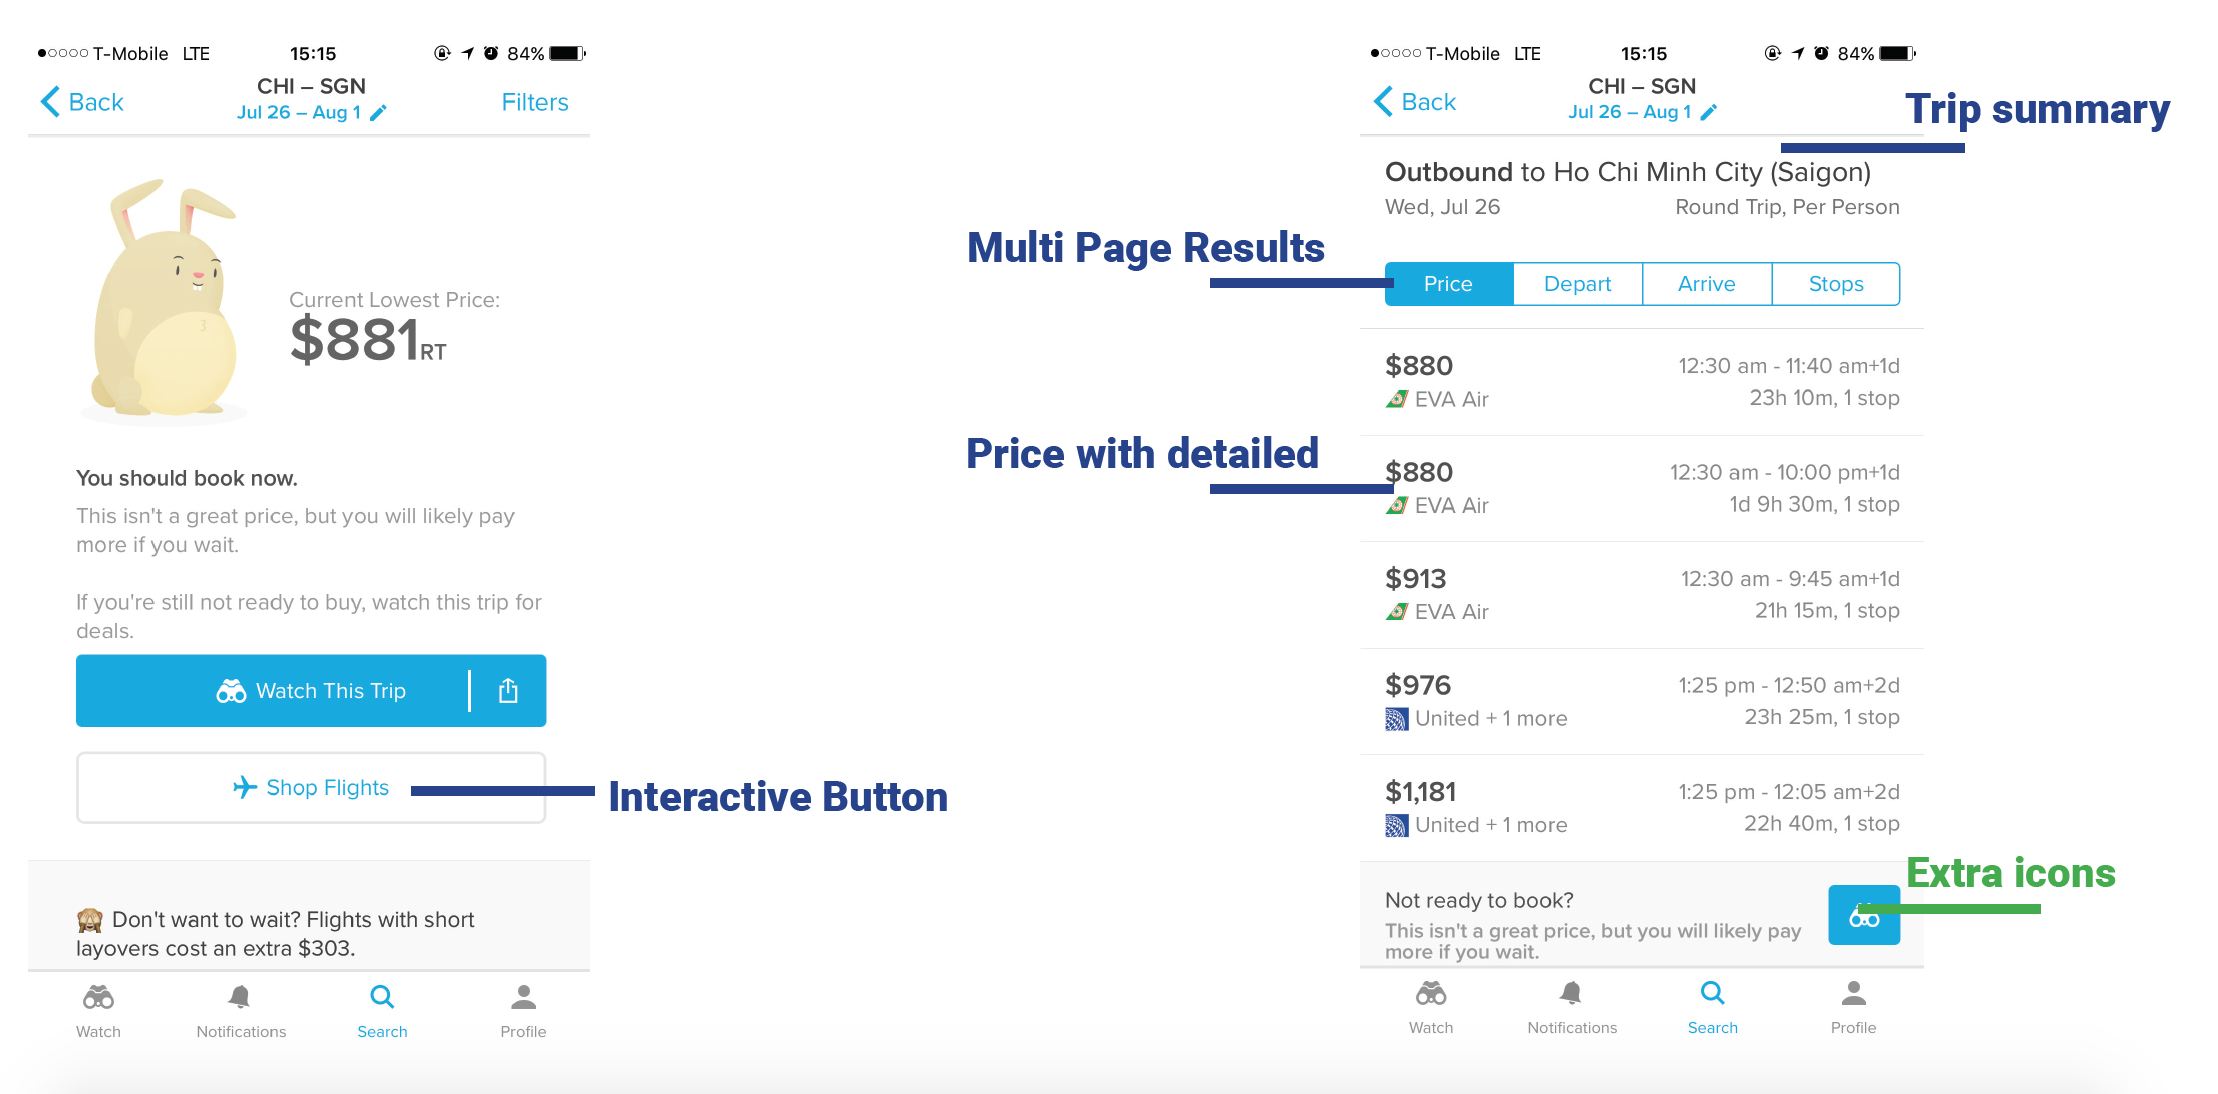 T-Mobile LTE 15:15 84%
Back CHI – SGN Filters
Jul 26 – Aug 1
Current Lowest Price:
$881RT
You should book now.
This isn't a great price, but you will likely pay
more if you wait.
If you're still not ready to buy, watch this trip for
deals.
Watch This Trip
Shop Flights
Interactive Button
Don't want to wait? Flights with short
layovers cost an extra $303.
Watch Notifications Search Profile
T-Mobile LTE 15:15 84%
Back CHI – SGN
Jul 26 – Aug 1
Trip summary
Outbound to Ho Chi Minh City (Saigon)
Wed, Jul 26 Round Trip, Per Person
Multi Page Results
Price Depart Arrive Stops
$880 12:30 am - 11:40 am+1d
EVA Air 23h 10m, 1 stop
Price with detailed
$880 12:30 am - 10:00 pm+1d
EVA Air 1d 9h 30m, 1 stop
$913 12:30 am - 9:45 am+1d
EVA Air 21h 15m, 1 stop
$976 1:25 pm - 12:50 am+2d
United + 1 more 23h 25m, 1 stop
$1,181 1:25 pm - 12:05 am+2d
United + 1 more 22h 40m, 1 stop
Extra icons
Not ready to book?
This isn't a great price, but you will likely pay
more if you wait.
Watch Notifications Search Profile